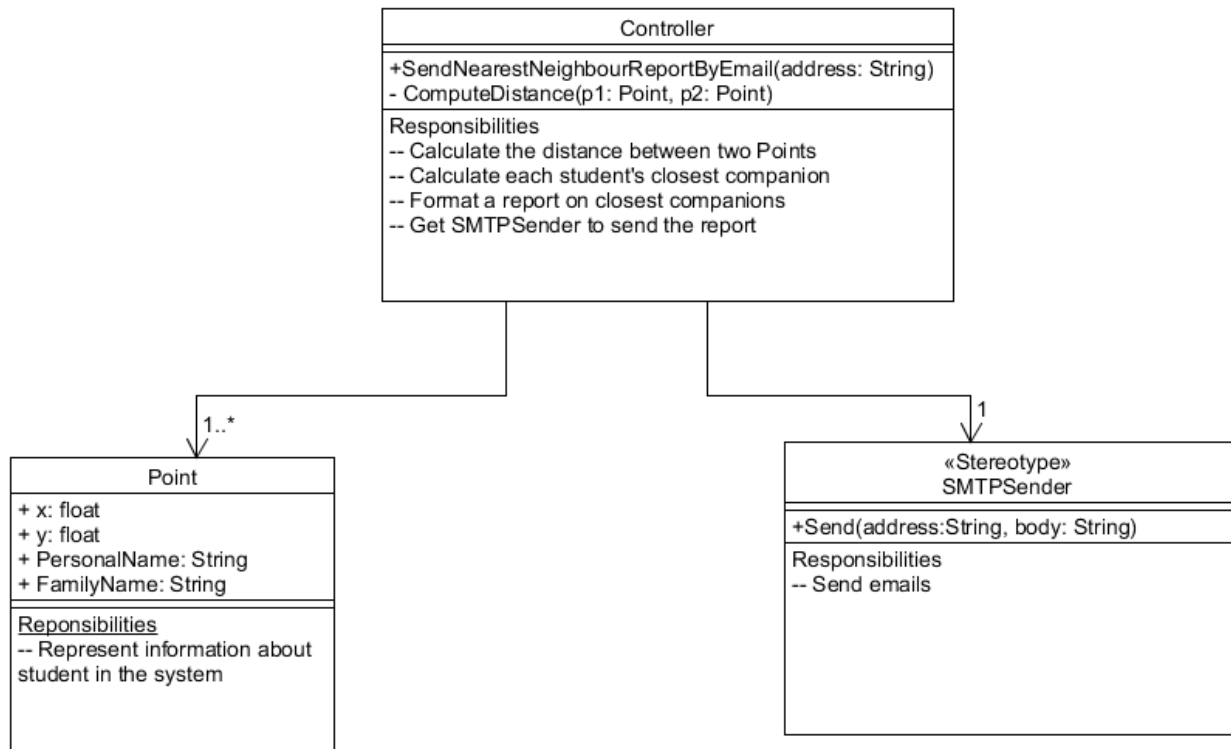 Controller
+SendNearestNeighbourReportByEmail(address: String)
- ComputeDistance(p1: Point, p2: Point)
Responsibilities
-- Calculate the distance between two Points
-- Calculate each student's closest companion
-- Format a report on closest companions
-- Get SMTPSender to send the report
1..*
1
Point
+ x: float
+ y: float
+ PersonalName: String
+ FamilyName: String
Reponsibilities
-- Represent information about
student in the system
«Stereotype»
SMTPSender
+Send(address:String, body: String)
Responsibilities
-- Send emails